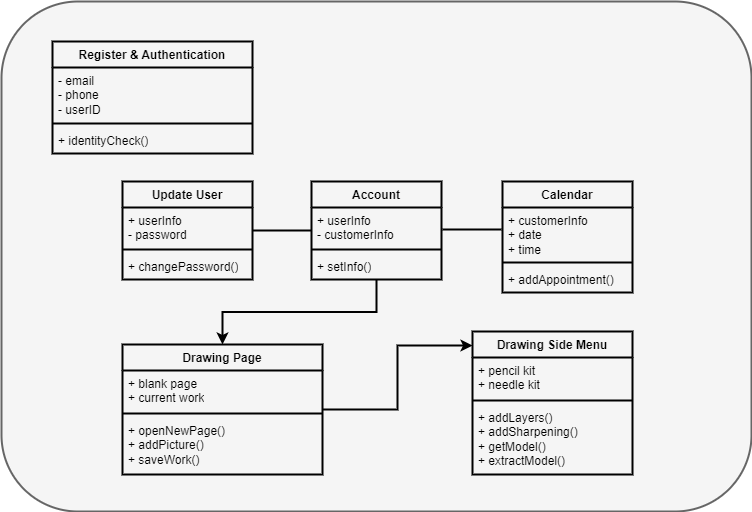 Register & Authentication
- email
- phone
- userID
+ identityCheck()
Update User
+ userInfo
- password
+ changePassword()
Account
+ userInfo
- customerInfo
+ setInfo()
Calendar
+ customerInfo
+ date
+ time
+ addAppointment()
Drawing Page
+ blank page
+ current work
+ openNewPage()
+ addPicture()
+ saveWork()
Drawing Side Menu
+ pencil kit
+ needle kit
+ addLayers()
+ addSharpening()
+ getModel()
+ extractModel()